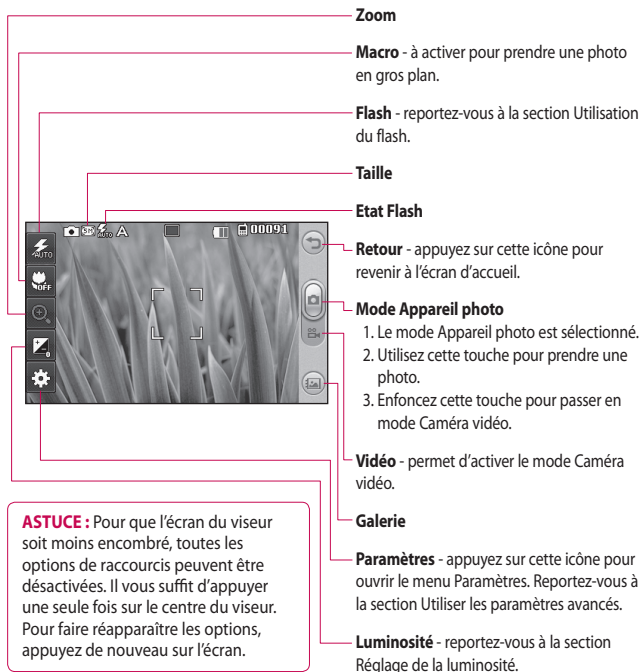 Zoom
Macro - à activer pour prendre une photo
en gros plan.
Flash - reportez-vous à la section Utilisation
du flash.
Taille
Etat Flash
Retour - appuyez sur cette icône pour
revenir à l'écran d'accueil.
Mode Appareil photo
1. Le mode Appareil photo est sélectionné.
2. Utilisez cette touche pour prendre une
photo.
3. Enfoncez cette touche pour passer en
mode Caméra vidéo.
Vidéo - permet d'activer le mode Caméra
vidéo.
Galerie
Paramètres - appuyez sur cette icône pour
ouvrir le menu Paramètres. Reportez-vous à
la section Utiliser les paramètres avancés.
Luminosité - reportez-vous à la section
Réglage de la luminosité.
5M AUTO A 00091
AUTO
OFF
0
ASTUCE : Pour que l'écran du viseur
soit moins encombré, toutes les
options de raccourcis peuvent être
désactivées. Il vous suffit d'appuyer
une seule fois sur le centre du viseur.
Pour faire réapparaître les options,
appuyez de nouveau sur l'écran.